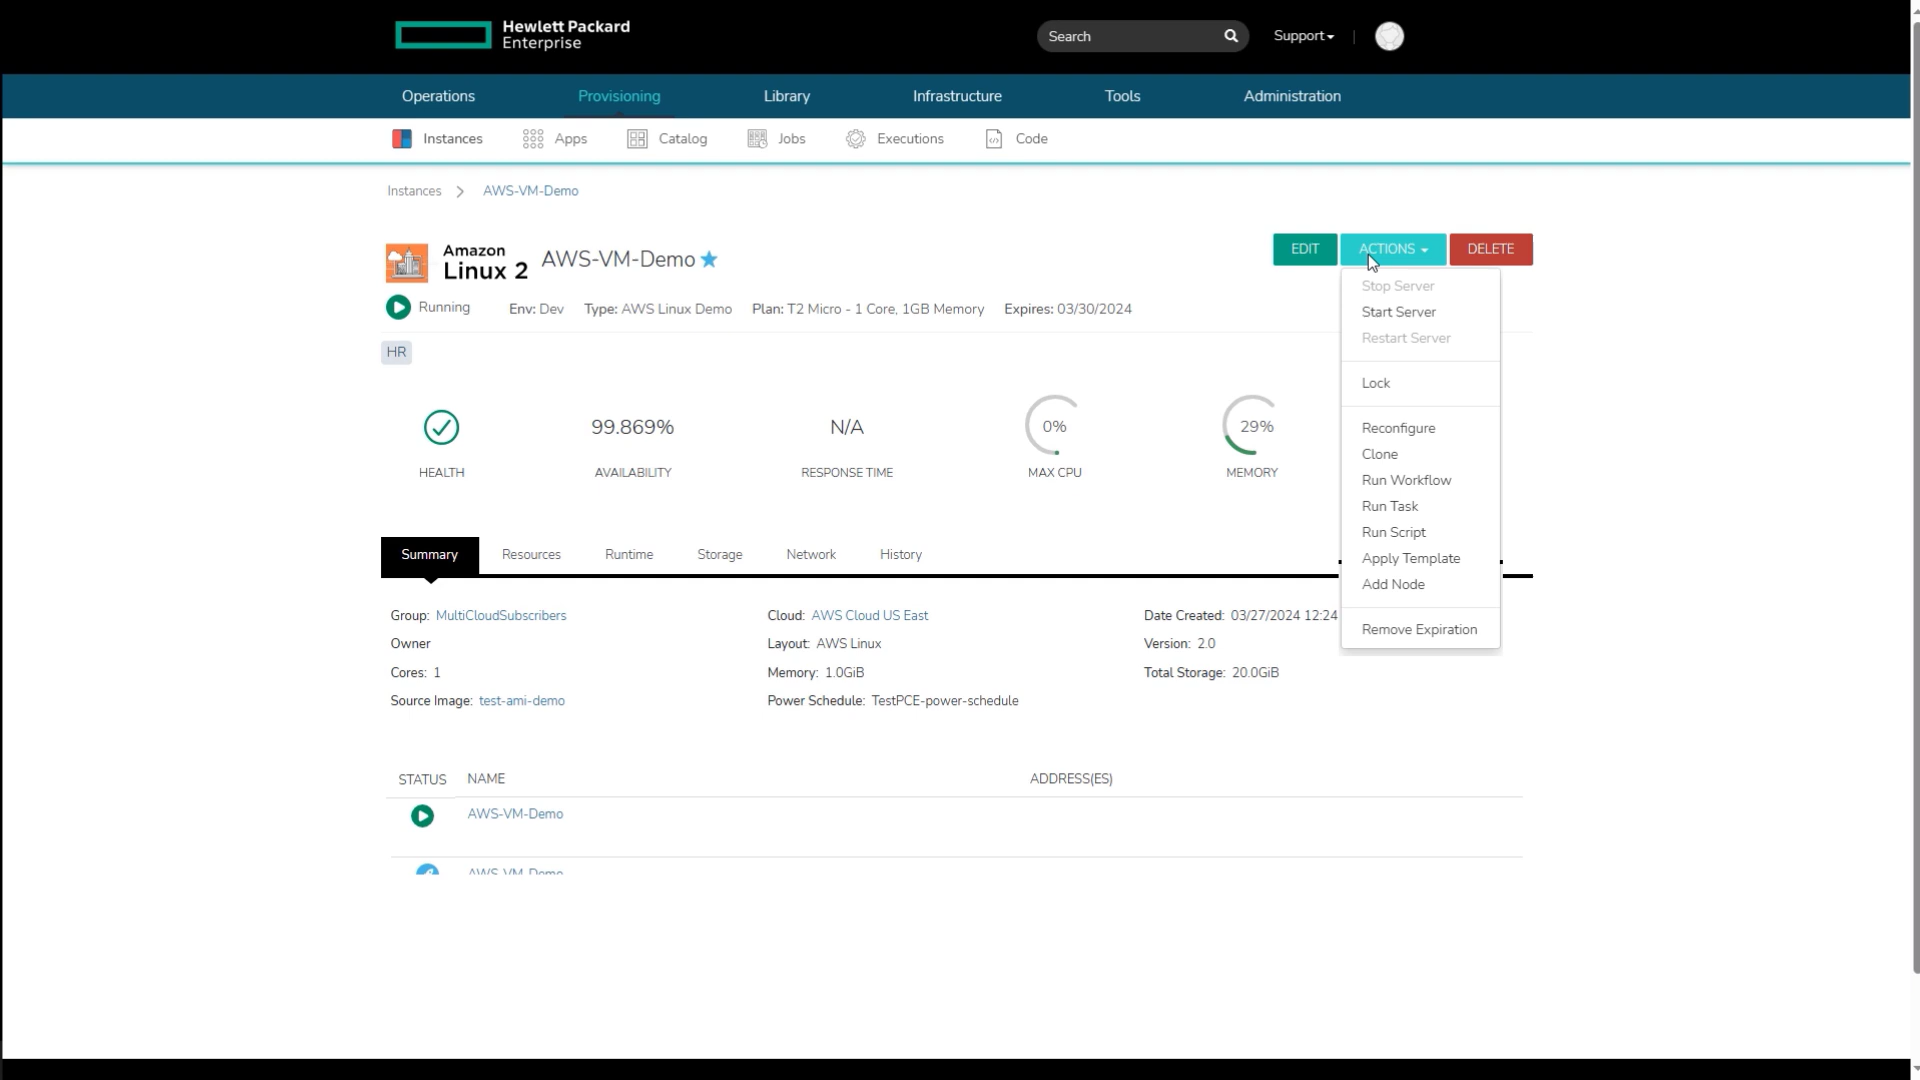 Hewlett Packard
Enterprise
Search
Support
Operations
Provisioning
Library
Infrastructure
Tools
Administration
Instances
Apps
Catalog
Jobs
Executions
Code
Instances
AWS-VM-Demo
Amazon
Linux 2
AWS-VM-Demo
EDIT
ACTIONS
DELETE
Running
Env: Dev
Type: AWS Linux Demo
Plan: T2 Micro - 1 Core, 1GB Memory
Expires: 03/30/2024
HR
Stop Server
Start Server
Restart Server
Lock
Reconfigure
Clone
Run Workflow
Run Task
Run Script
Apply Template
Add Node
Remove Expiration
HEALTH
99.869%
AVAILABILITY
N/A
RESPONSE TIME
0%
MAX CPU
29%
MEMORY
Summary
Resources
Runtime
Storage
Network
History
Group: MultiCloudSubscribers
Cloud: AWS Cloud US East
Date Created: 03/27/2024 12:24
Owner
Layout: AWS Linux
Version: 2.0
Cores: 1
Memory: 1.0GiB
Total Storage: 20.0GiB
Source Image: test-ami-demo
Power Schedule: TestPCE-power-schedule
STATUS
NAME
ADDRESS(ES)
AWS-VM-Demo
AWS-VM-Demo